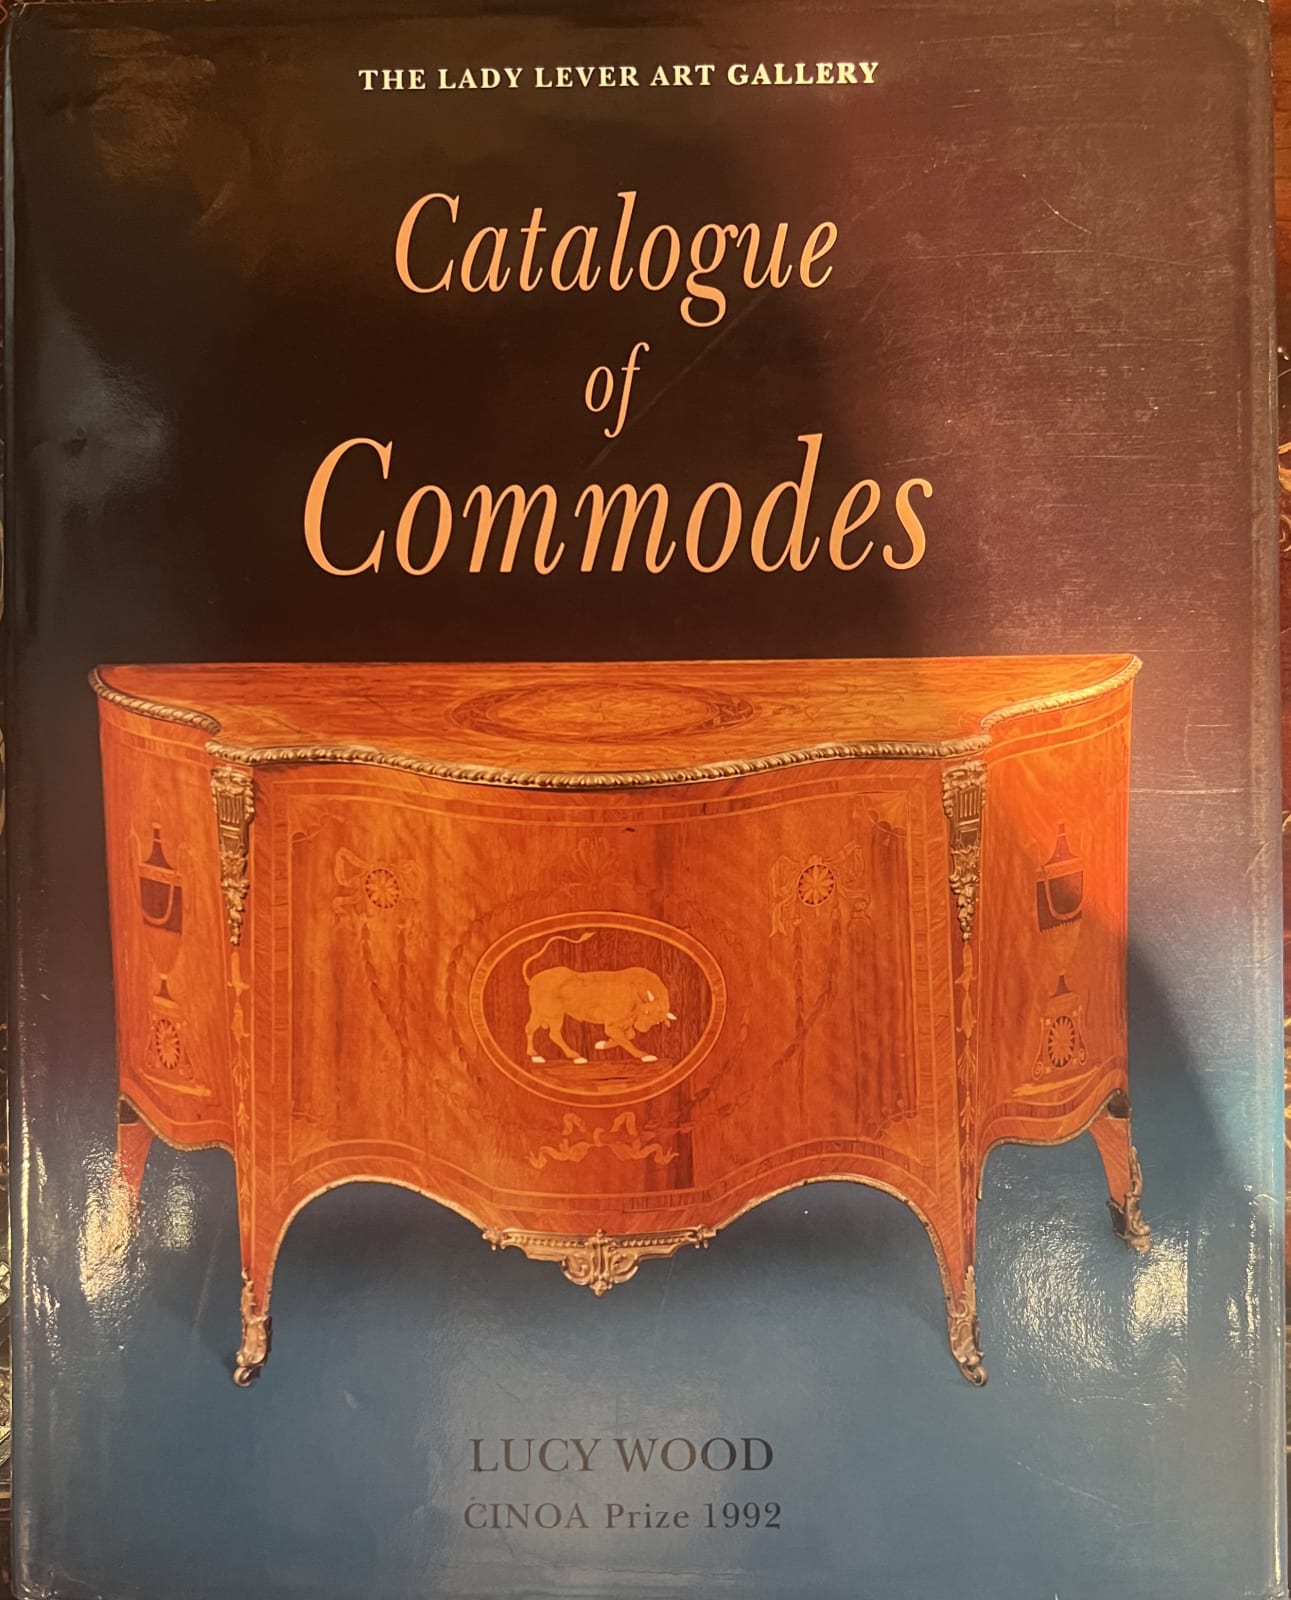 THE LADY LEVER ART GALLERY
Catalogue
of
Commodes
LUCY WOOD
CINOA Prize 1992